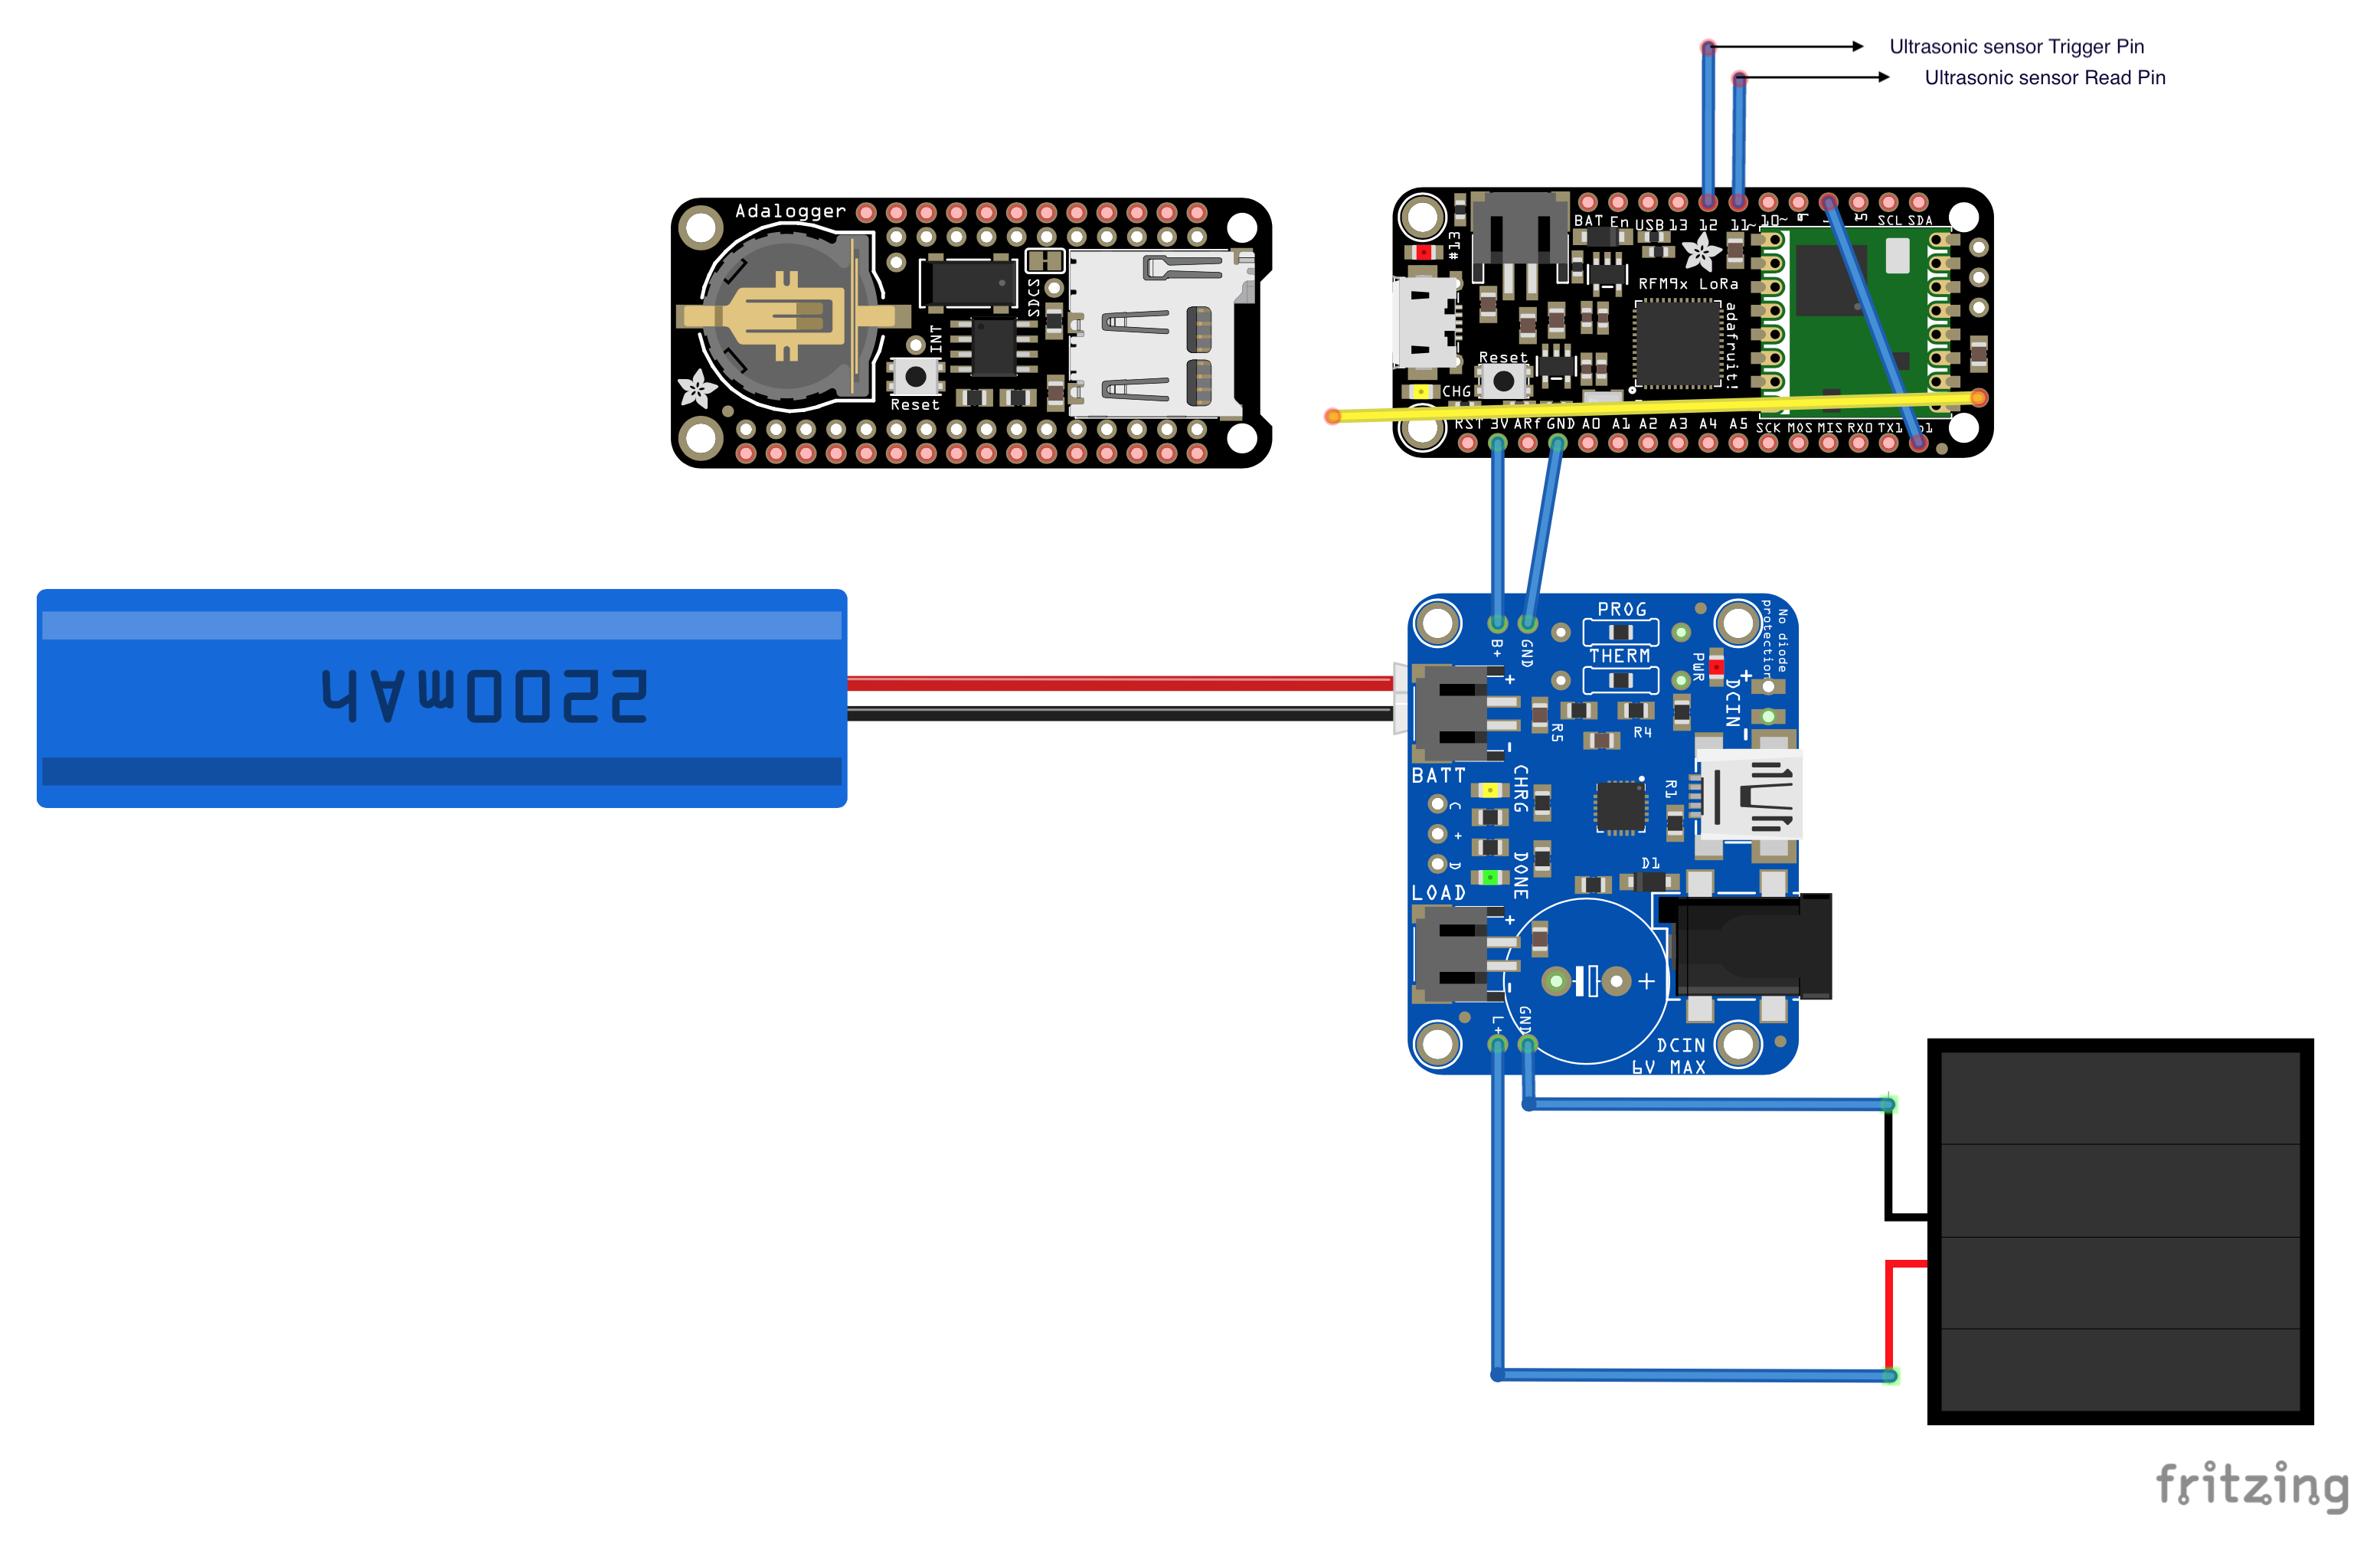 Ultrasonic sensor Trigger Pin
Ultrasonic sensor Read Pin
Adalogger
SDCS
INT
Reset
BAT En USB 13 12 11~ 10~ 9 5 SCL SDA
#13
RFM9x LoRa
adafruit!
Reset
CHG
RST 3V ARf GND A0 A1 A2 A3 A4 A5 SCK MOS MIS RX0 TX1
2200mAh
B+ GND
PROG
THERM
PWR
No diode
protection
+ DCIN -
+
-
R5
R4
BATT
CHRG
R1
C
+
D
DONE
D1
LOAD
+
-
+
L+ GND
DCIN
6V MAX
fritzing